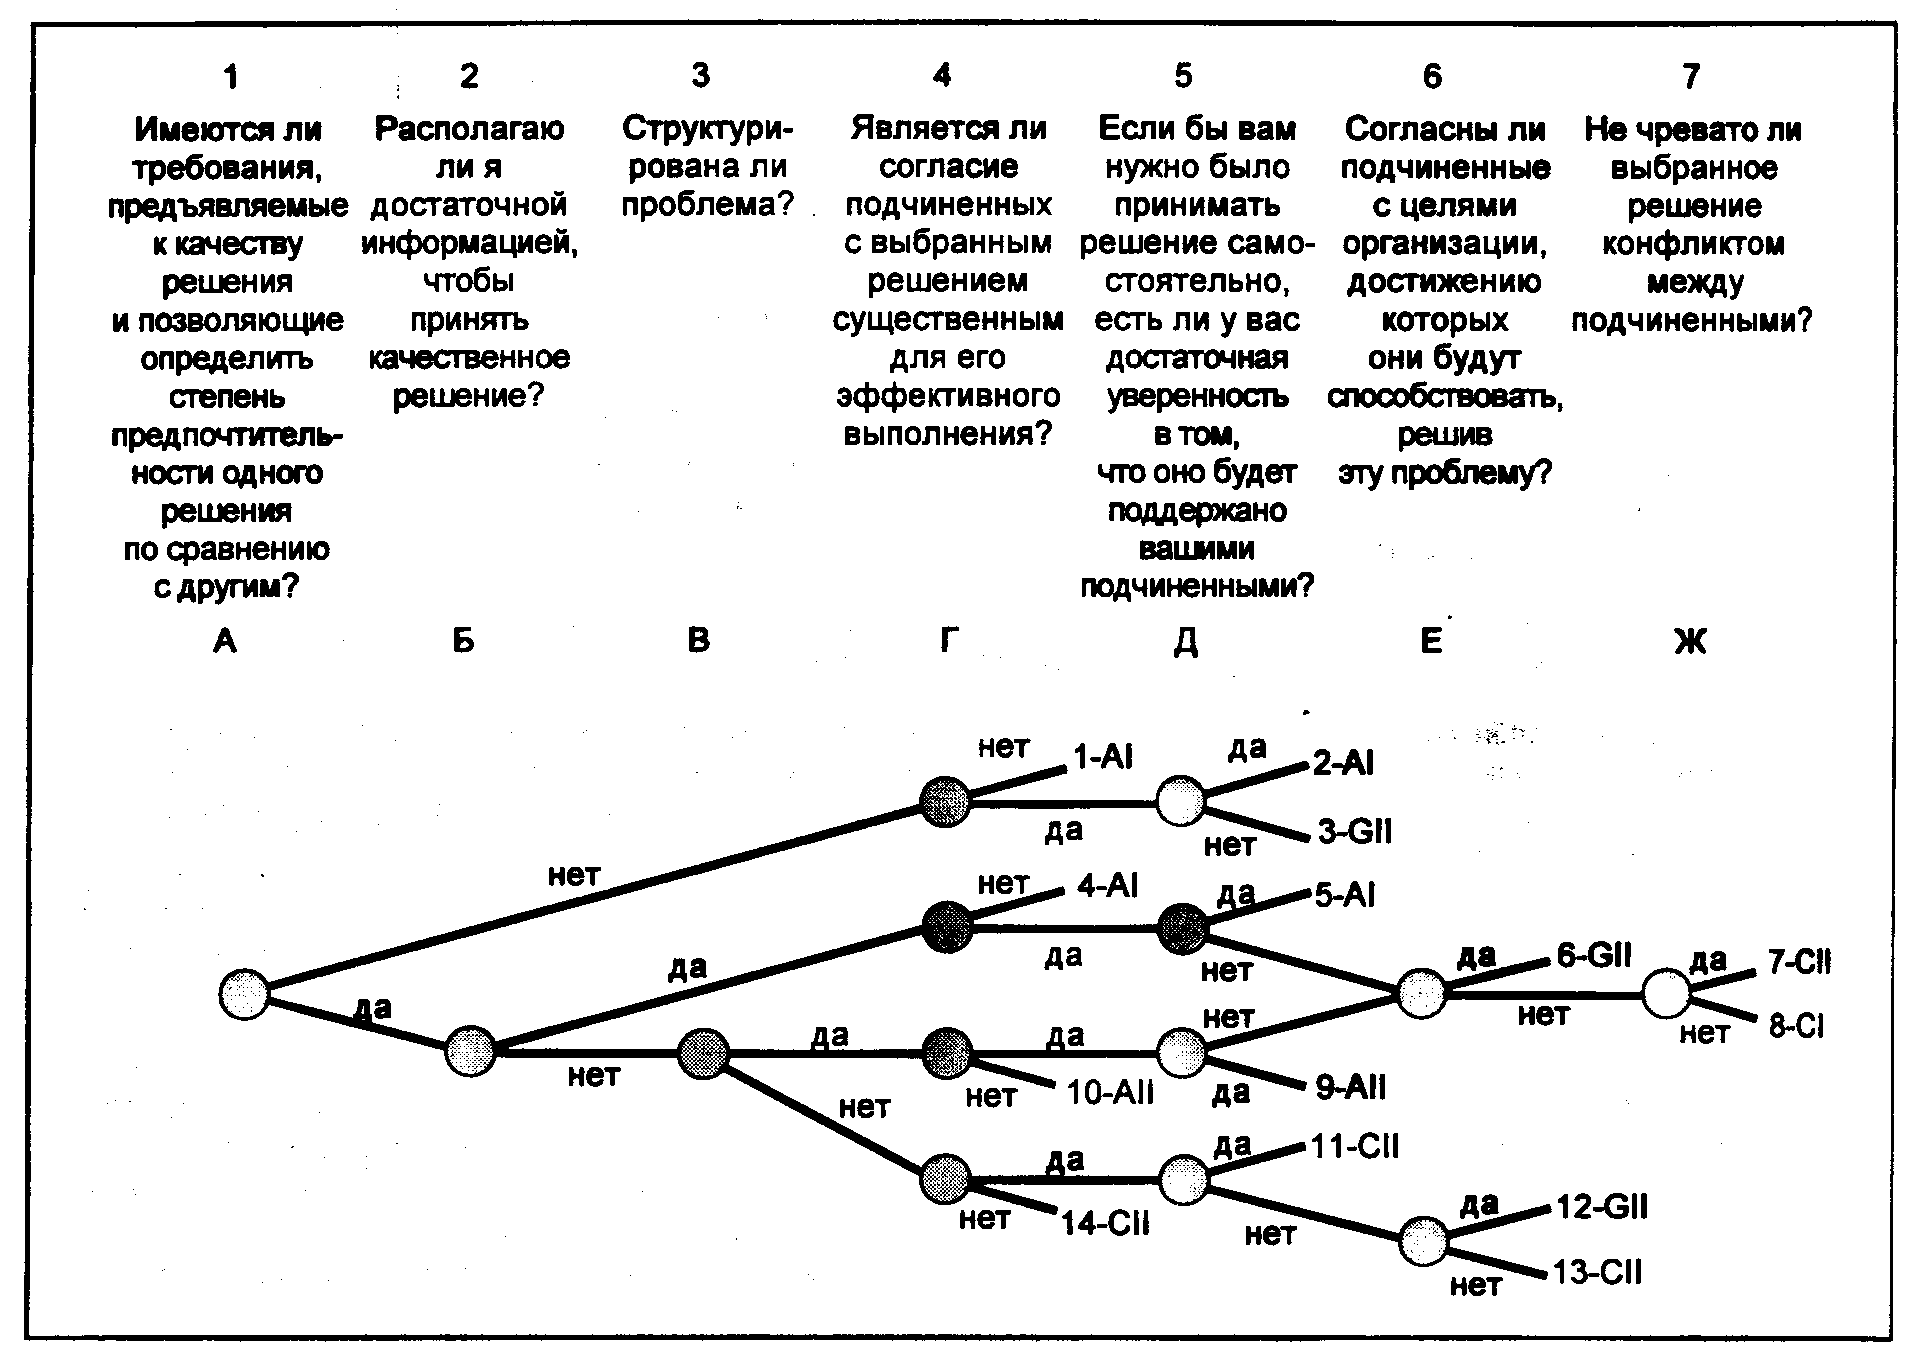 1
2
3
4
5
6
7
Имеются ли
требования,
предъявляемые
к качеству
решения
и позволяющие
определить
степень
предпочтитель-
ности одного
решения
по сравнению
с другим?
Располагаю
ли я
достаточной
информацией,
чтобы
принять
качественное
решение?
Структури-
рована ли
проблема?
Является ли
согласие
подчиненных
с выбранным
решением
существенным
для его
эффективного
выполнения?
Если бы вам
нужно было
принимать
решение само-
стоятельно,
есть ли у вас
достаточная
уверенность
в том,
что оно будет
поддержано
вашими
подчиненными?
Согласны ли
подчиненные
с целями
организации,
достижению
которых
они будут
способствовать,
решив
эту проблему?
Не чревато ли
выбранное
решение
конфликтом
между
подчиненными?
А
Б
В
Г
Д
Е
Ж
нет
1-AI
да
2-AI
да
нет
3-GII
нет
нет
4-AI
да
5-AI
да
да
нет
да
6-GII
да
7-CII
да
нет
нет
нет
8-CI
нет
да
да
нет
10-AII
да
9-AII
нет
да
да
11-CII
нет
14-CII
нет
да
12-GII
нет
13-CII